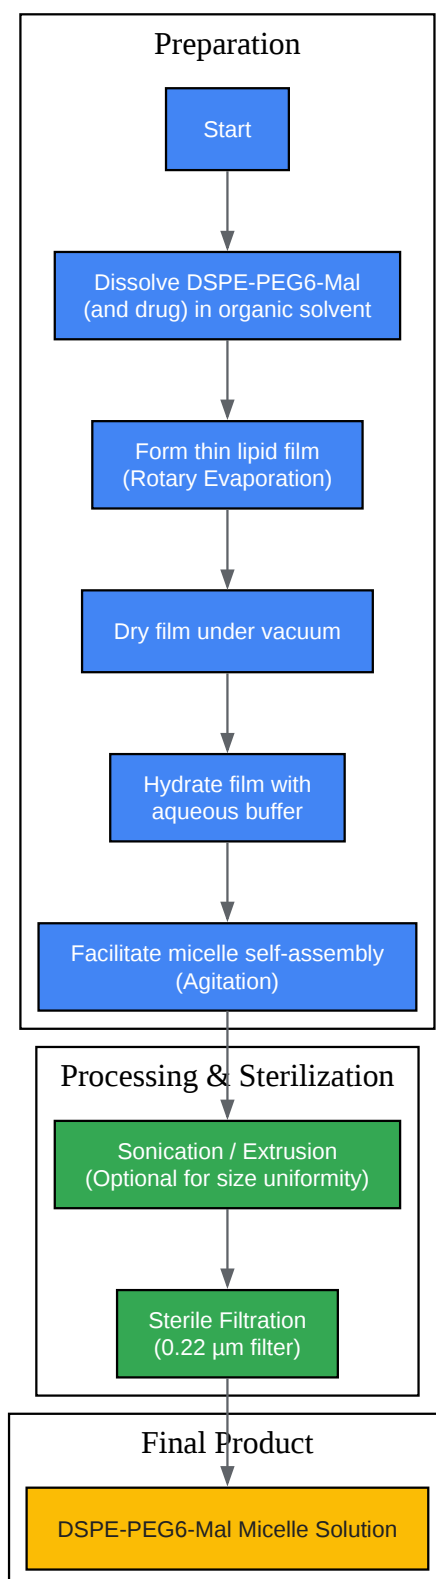 Preparation
Start
Dissolve DSPE-PEG6-Mal
(and drug) in organic solvent
Form thin lipid film
(Rotary Evaporation)
Dry film under vacuum
Hydrate film with
aqueous buffer
Facilitate micelle self-assembly
(Agitation)
Processing & Sterilization
Sonication / Extrusion
(Optional for size uniformity)
Sterile Filtration
(0.22 µm filter)
Final Product
DSPE-PEG6-Mal Micelle Solution